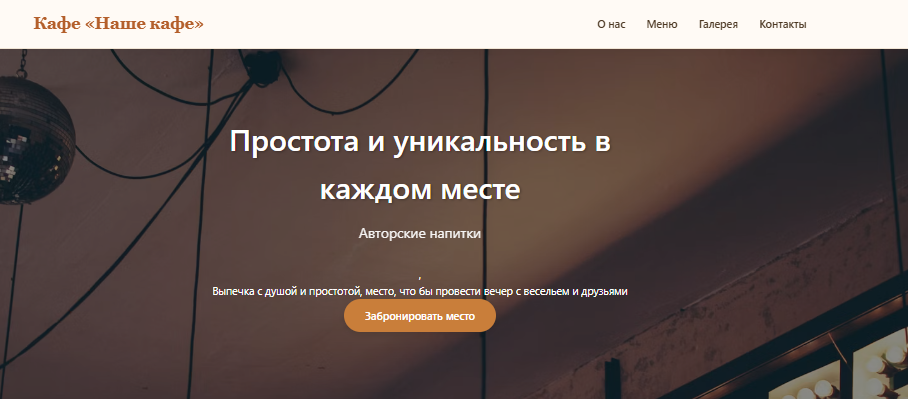 Кафе «Наше кафе»
О нас Меню Галерея Контакты
Простота и уникальность в
каждом месте
Авторские напитки
,
Выпечка с душой и простотой, место, что бы провести вечер с весельем и друзьями
Забронировать место